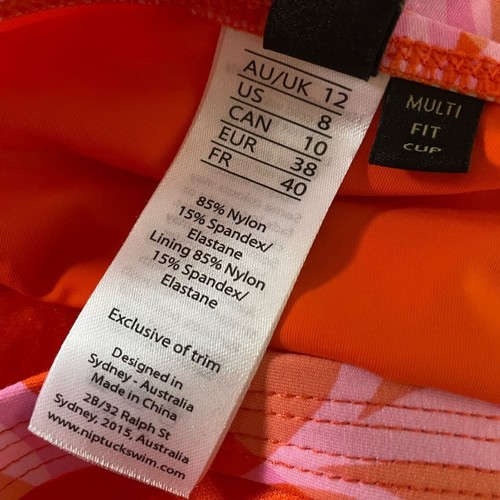 AU/UK 12
US 8
CAN 10
EUR 38
FR 40
85% Nylon
15% Spandex/
Elastane
Lining 85% Nylon
15% Spandex/
Elastane
Exclusive of trim
Designed in
Sydney - Australia
Made in China
2B/32 Ralph St
Sydney, 2015, Australia
www.niptuckswim.com
MULTI
FIT
CUP